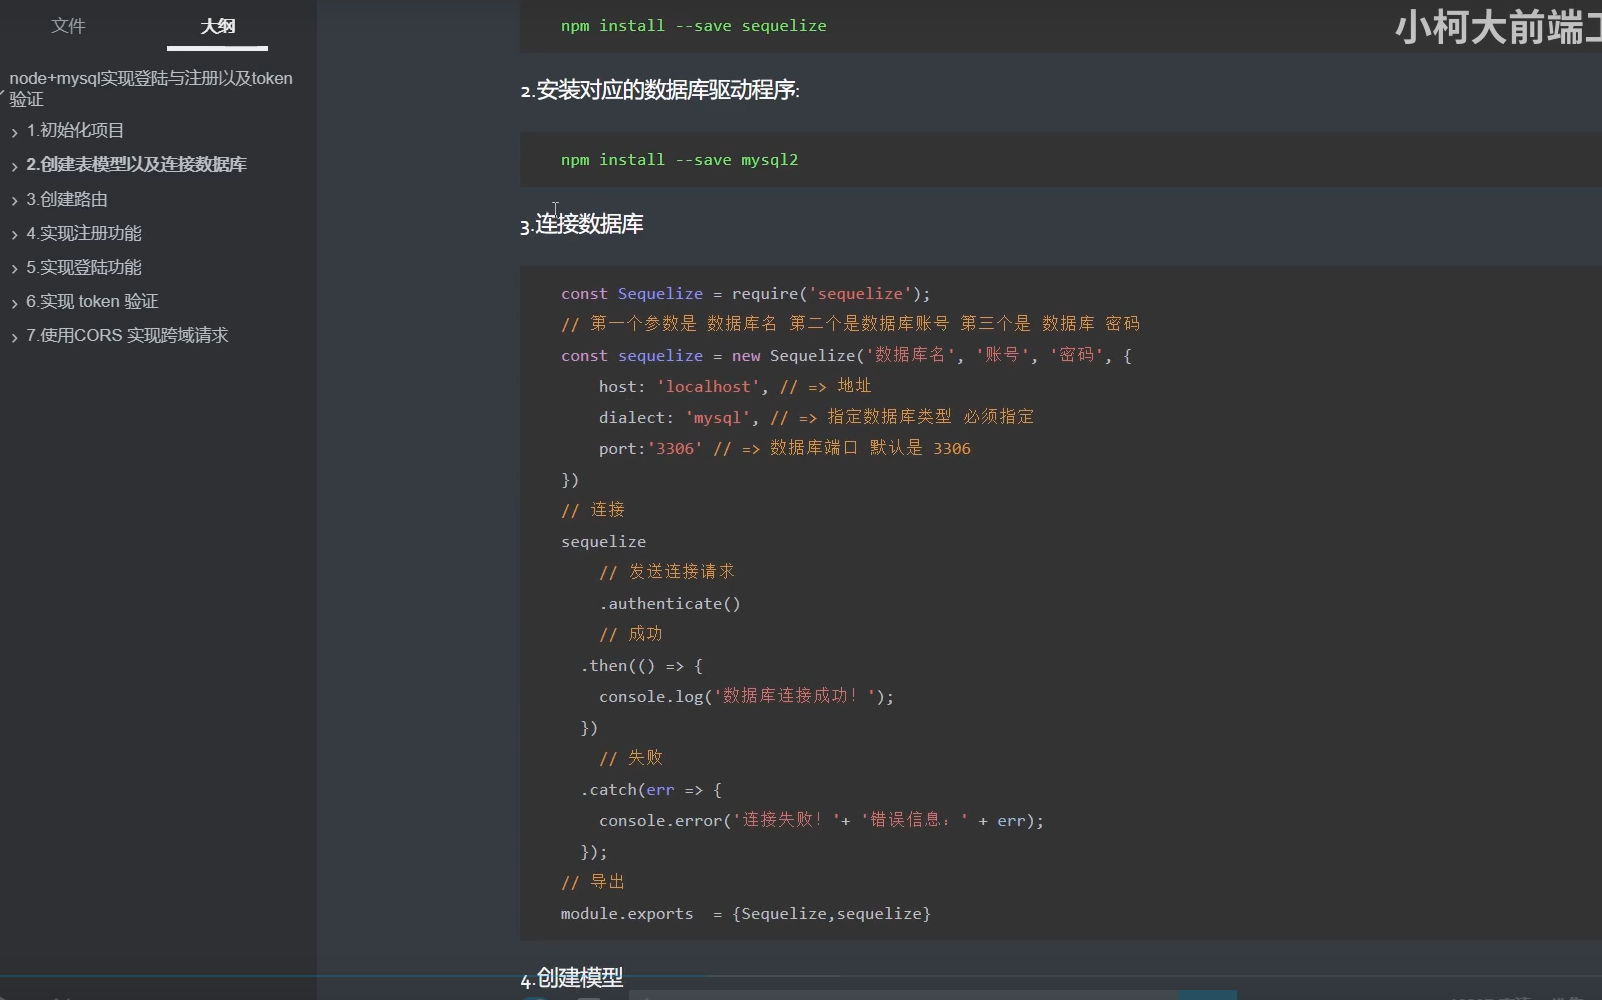 文件 大纲
node+mysql实现登陆与注册以及token
验证
1.初始化项目
2.创建表模型以及连接数据库
3.创建路由
4.实现注册功能
5.实现登陆功能
6.实现 token 验证
7.使用CORS 实现跨域请求
小柯大前端
npm install --save sequelize
2.安装对应的数据库驱动程序:
npm install --save mysql2
3.连接数据库
const Sequelize = require('sequelize');
// 第一个参数是 数据库名 第二个是数据库账号 第三个是 数据库 密码
const sequelize = new Sequelize('数据库名', '账号', '密码', {
host: 'localhost', // => 地址
dialect: 'mysql', // => 指定数据库类型 必须指定
port:'3306' // => 数据库端口 默认是 3306
})
// 连接
sequelize
// 发送连接请求
.authenticate()
// 成功
.then(() => {
console.log('数据库连接成功！');
})
// 失败
.catch(err => {
console.error('连接失败！'+ '错误信息：' + err);
});
// 导出
module.exports  = {Sequelize,sequelize}
4.创建模型